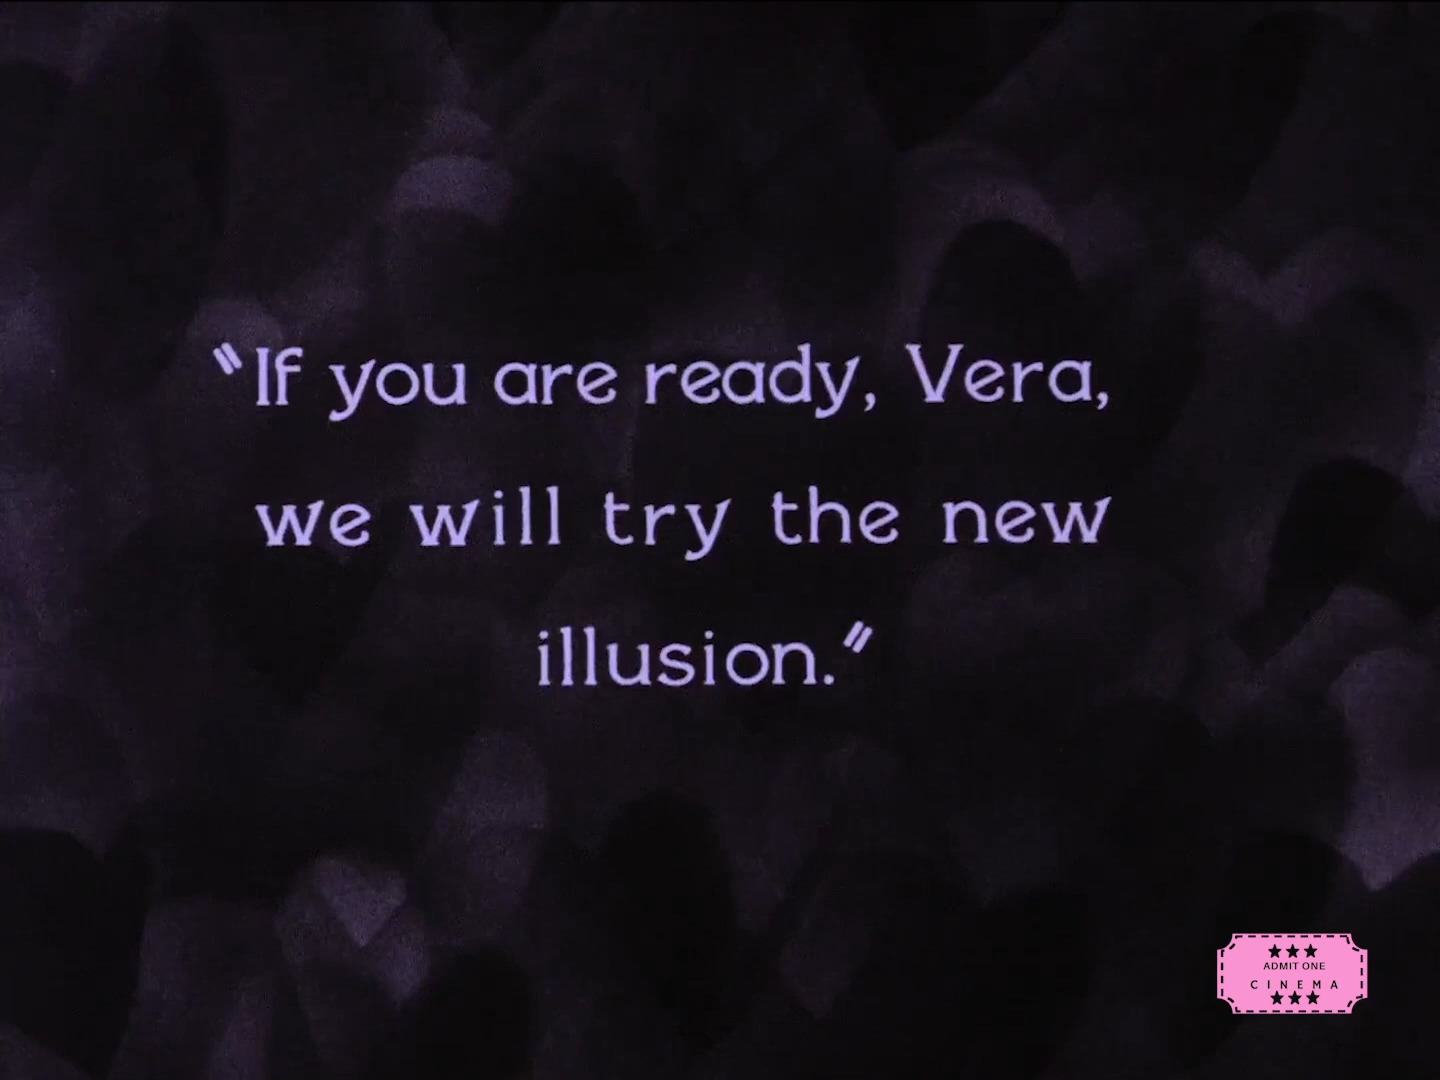 "If you are ready, Vera,
we will try the new
illusion."
ADMIT ONE
CINEMA